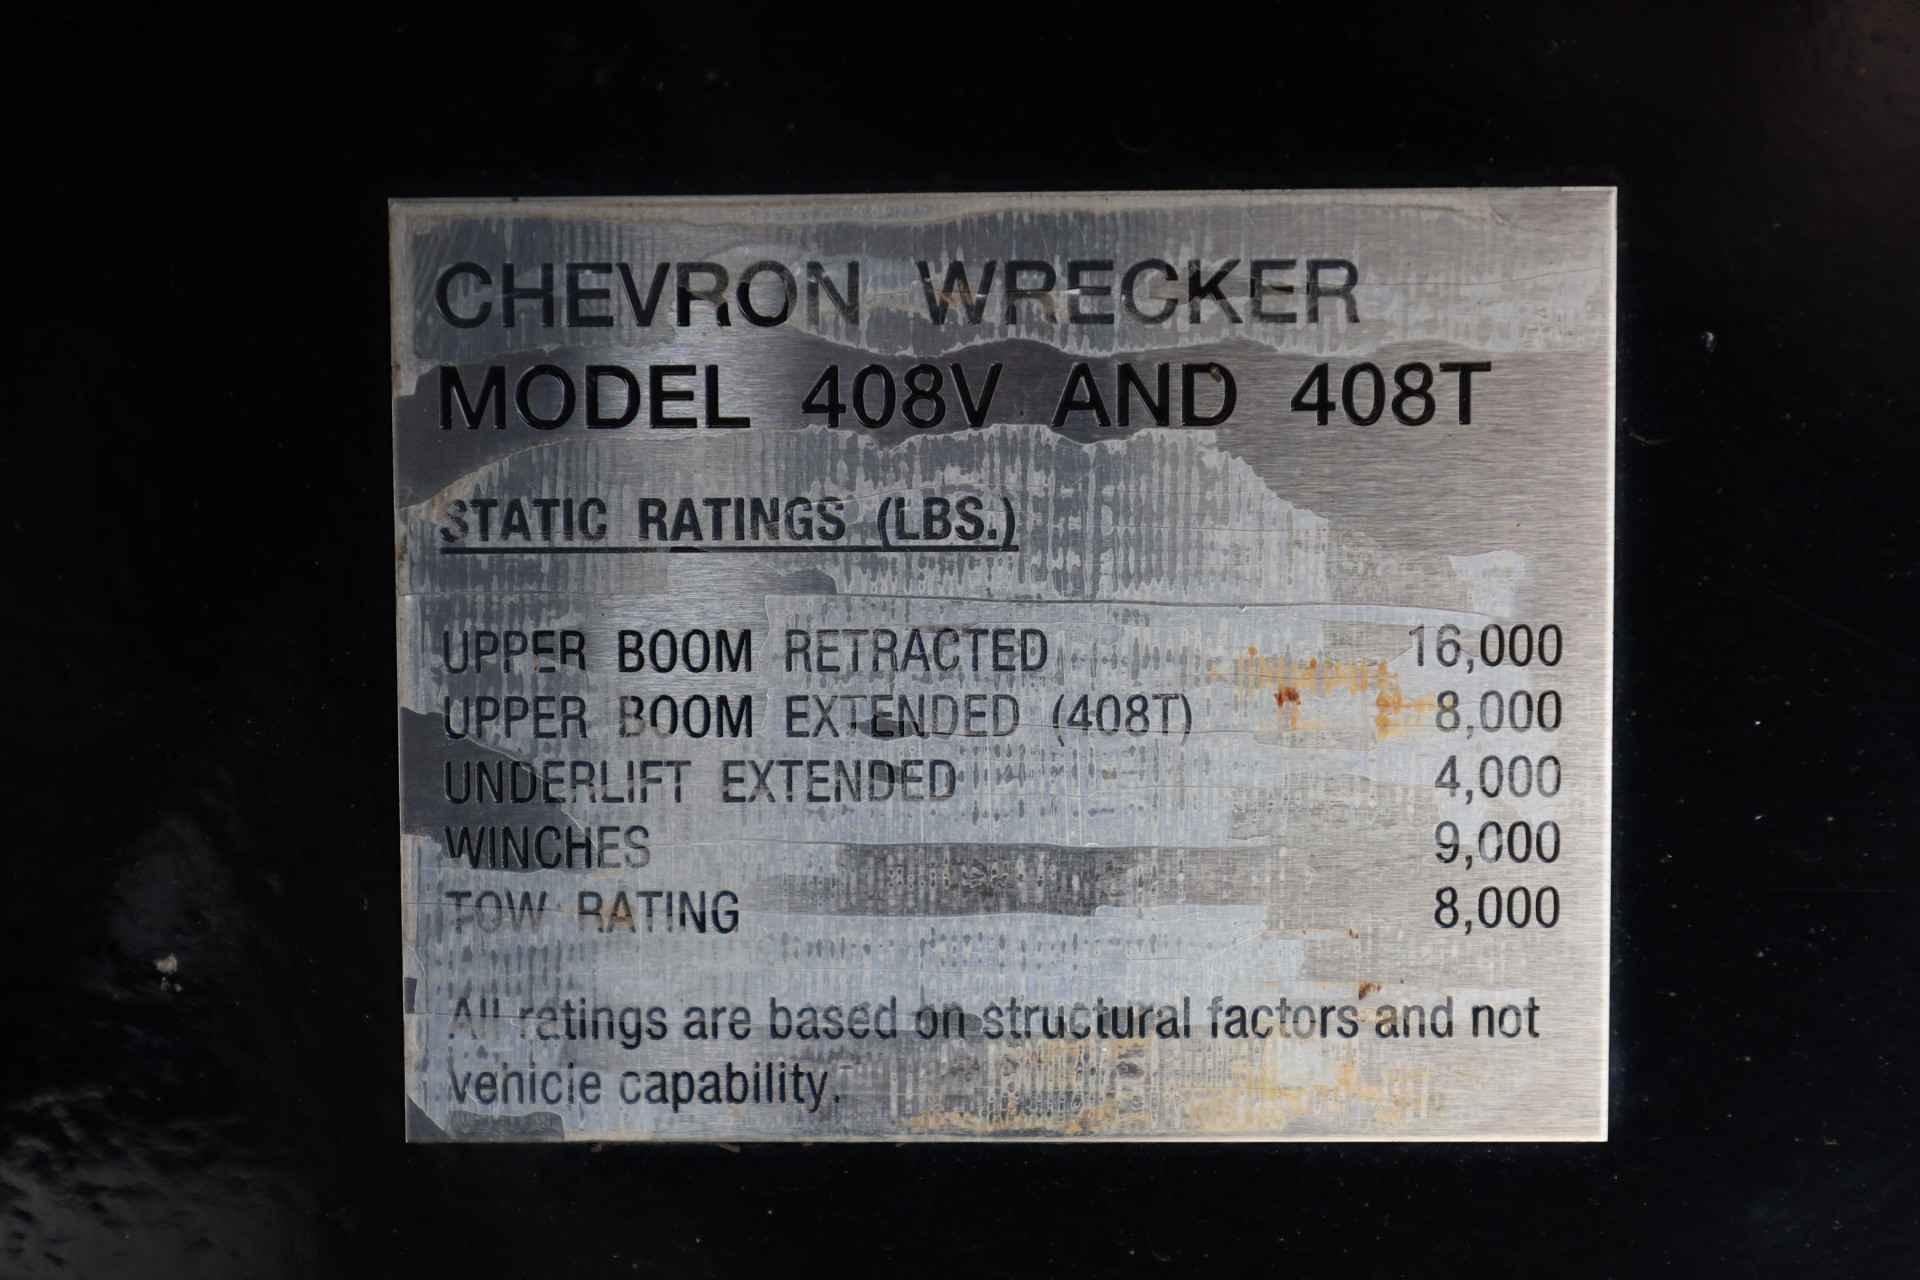 CHEVRON WRECKER
MODEL 408V AND 408T
STATIC RATINGS (LBS.)
UPPER BOOM RETRACTED 16,000
UPPER BOOM EXTENDED (408T) 8,000
UNDERLIFT EXTENDED 4,000
WINCHES 9,000
TOW RATING 8,000
All ratings are based on structural factors and not
vehicle capability.